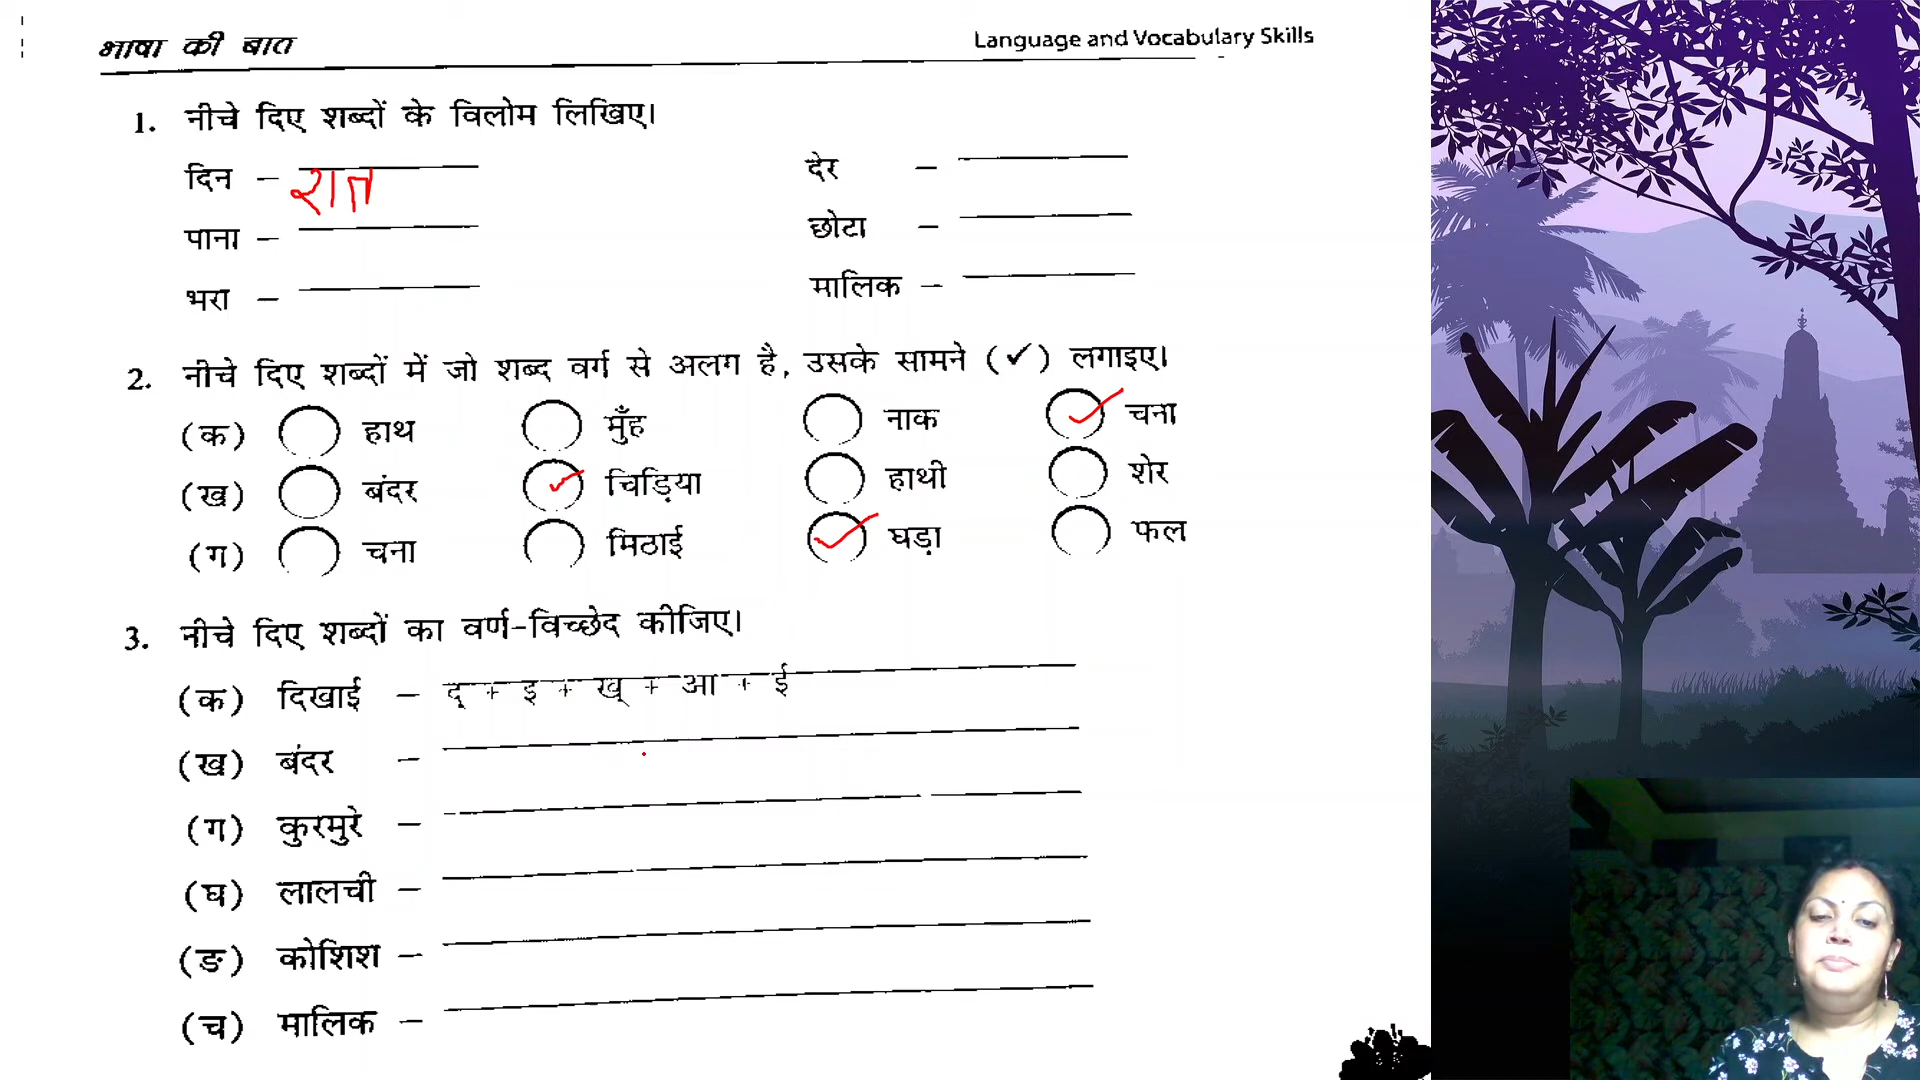 भाषा की बात Language and Vocabulary Skills
1. नीचे दिए शब्दों के विलोम लिखिए।
दिन – रात देर –
पाना – छोटा –
भरा – मालिक –
2. नीचे दिए शब्दों में जो शब्द वर्ग से अलग है, उसके सामने (✓) लगाइए।
(क) हाथ मुँह नाक ✓ चना
(ख) बंदर ✓ चिड़िया हाथी शेर
(ग) चना मिठाई ✓ घड़ा फल
3. नीचे दिए शब्दों का वर्ण-विच्छेद कीजिए।
(क) दिखाई – द् + इ + ख् + आ + ई
(ख) बंदर –
(ग) कुरमुरे –
(घ) लालची –
(ङ) कोशिश –
(च) मालिक –